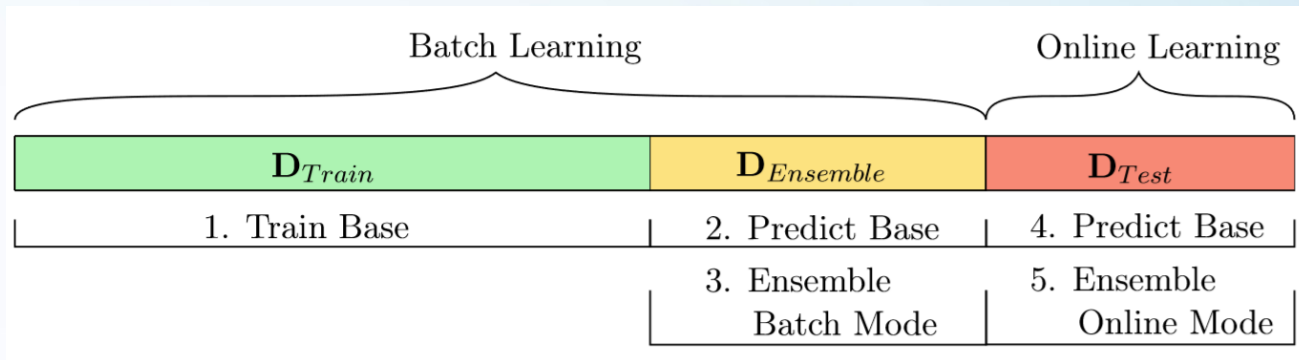 Batch Learning Online Learning
D_Train D_Ensemble D_Test
1. Train Base 2. Predict Base 4. Predict Base
3. Ensemble 5. Ensemble
Batch Mode Online Mode